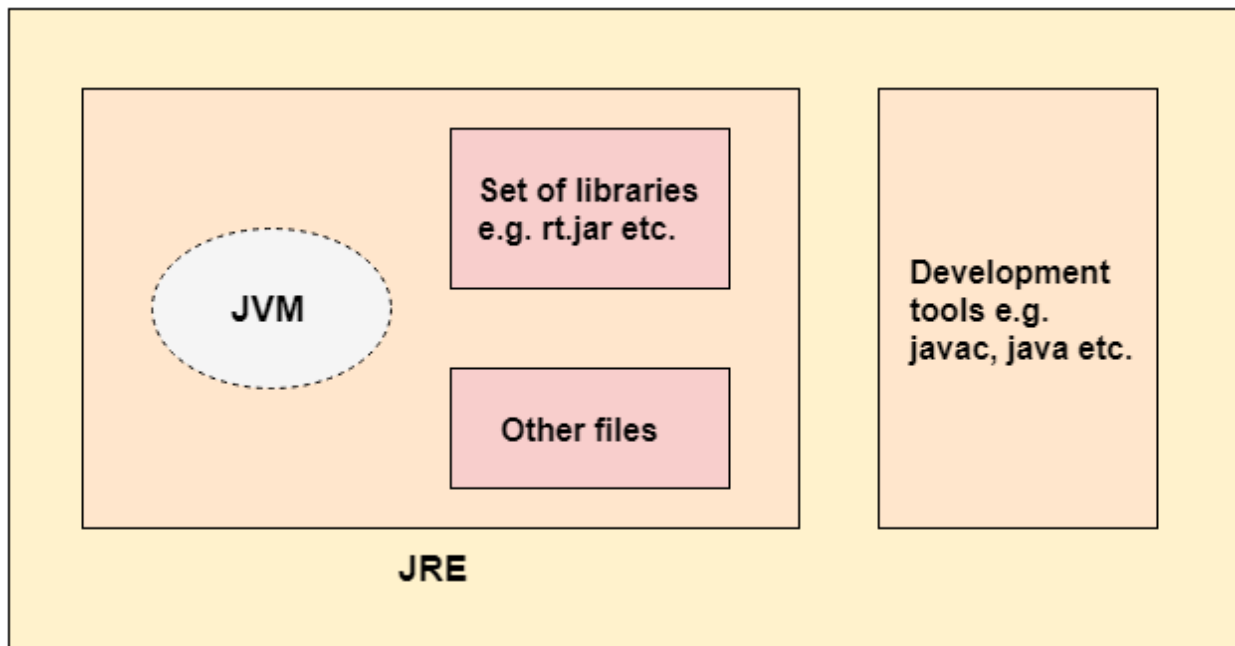 Set of libraries
e.g. rt.jar etc.
JVM
Development
tools e.g.
javac, java etc.
Other files
JRE